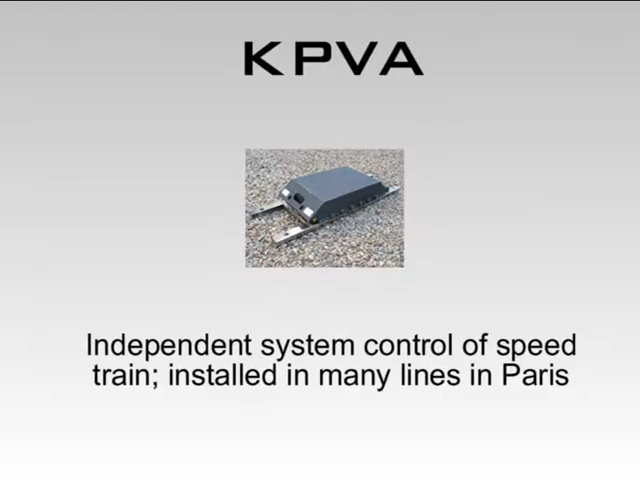 KPVA
Independent system control of speed
train; installed in many lines in Paris